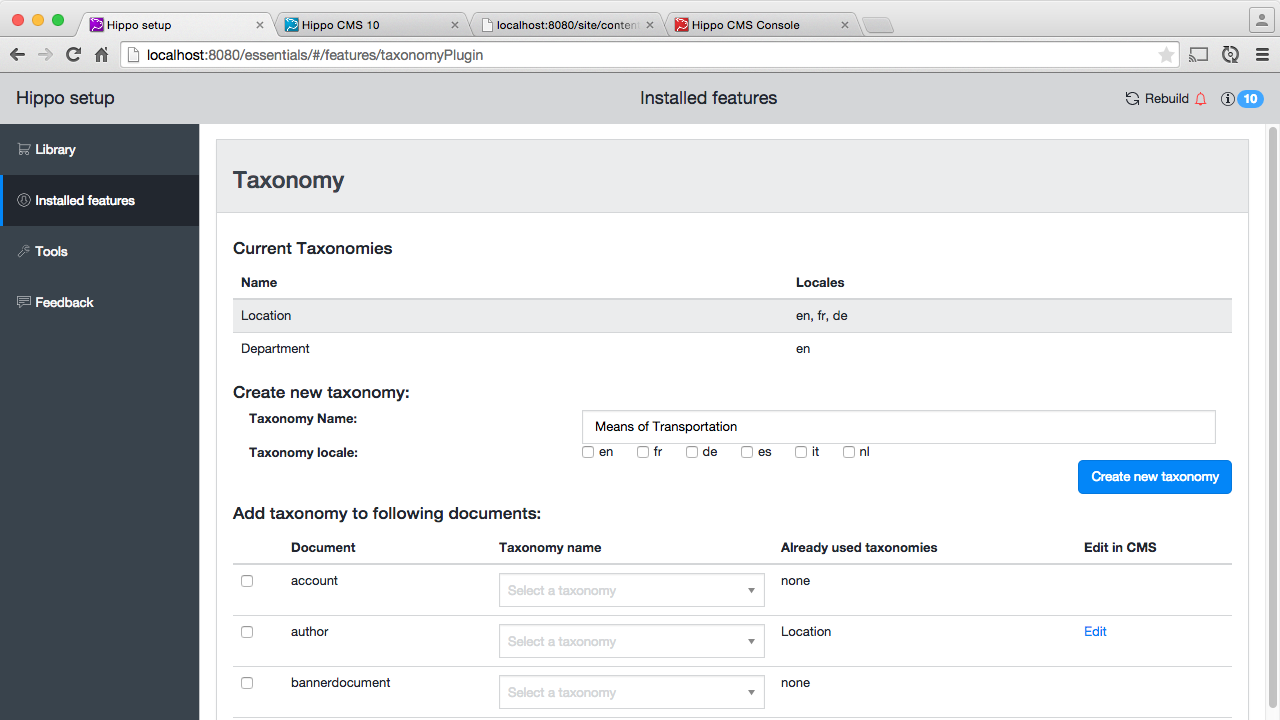 Hippo setup
Hippo CMS 10
localhost:8080/site/conten
Hippo CMS Console
localhost:8080/essentials/#/features/taxonomyPlugin
Hippo setup
Installed features
Rebuild
10
Library
Installed features
Tools
Feedback
Taxonomy
Current Taxonomies
Name Locales
Location en, fr, de
Department en
Create new taxonomy:
Taxonomy Name: Means of Transportation
Taxonomy locale: en fr de es it nl
Create new taxonomy
Add taxonomy to following documents:
Document Taxonomy name Already used taxonomies Edit in CMS
account Select a taxonomy none
author Select a taxonomy Location Edit
bannerdocument Select a taxonomy none